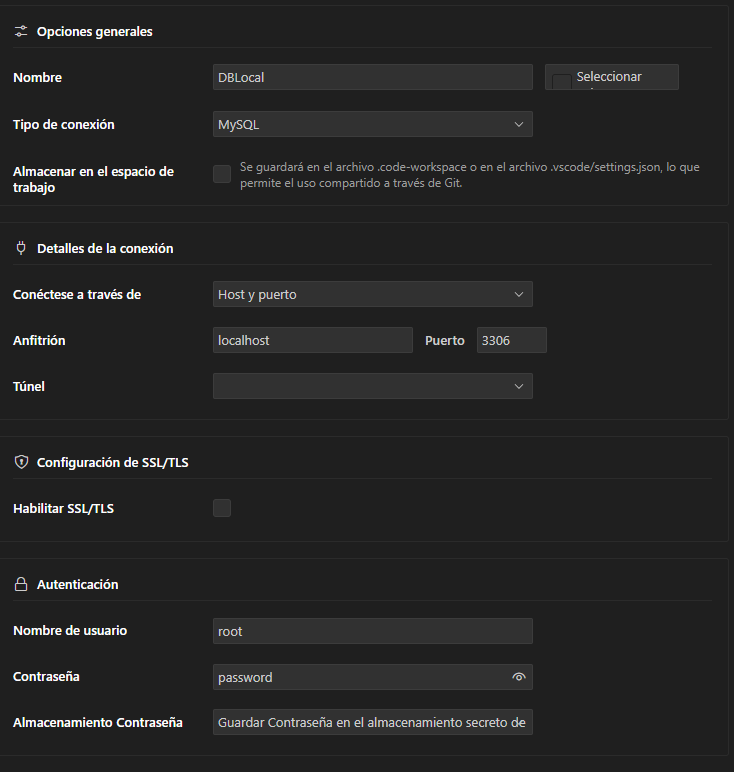 Opciones generales
Nombre DBLocal Seleccionar
Tipo de conexión MySQL
Almacenar en el espacio de trabajo
Se guardará en el archivo .code-workspace o en el archivo .vscode/settings.json, lo que
permite el uso compartido a través de Git.
Detalles de la conexión
Conéctese a través de Host y puerto
Anfitrión localhost Puerto 3306
Túnel
Configuración de SSL/TLS
Habilitar SSL/TLS
Autenticación
Nombre de usuario root
Contraseña password
Almacenamiento Contraseña Guardar Contraseña en el almacenamiento secreto de